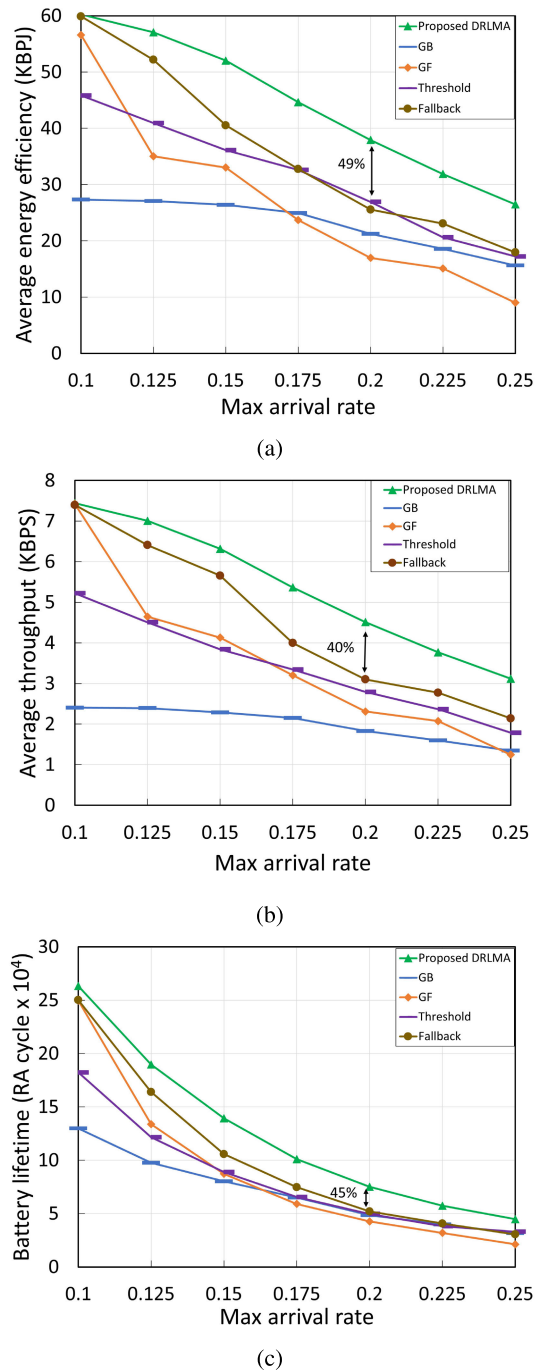 Average energy efficiency (KBPJ)
60
50
40
30
20
10
0
Proposed DRLMA
GB
GF
Threshold
Fallback
49%
0.1 0.125 0.15 0.175 0.2 0.225 0.25
Max arrival rate
(a)
Average throughput (KBPS)
8
7
6
5
4
3
2
1
0
Proposed DRLMA
GB
GF
Threshold
Fallback
40%
0.1 0.125 0.15 0.175 0.2 0.225 0.25
Max arrival rate
(b)
Battery lifetime (RA cycle x 10⁴)
30
25
20
15
10
5
0
Proposed DRLMA
GB
GF
Threshold
Fallback
45%
0.1 0.125 0.15 0.175 0.2 0.225 0.25
Max arrival rate
(c)